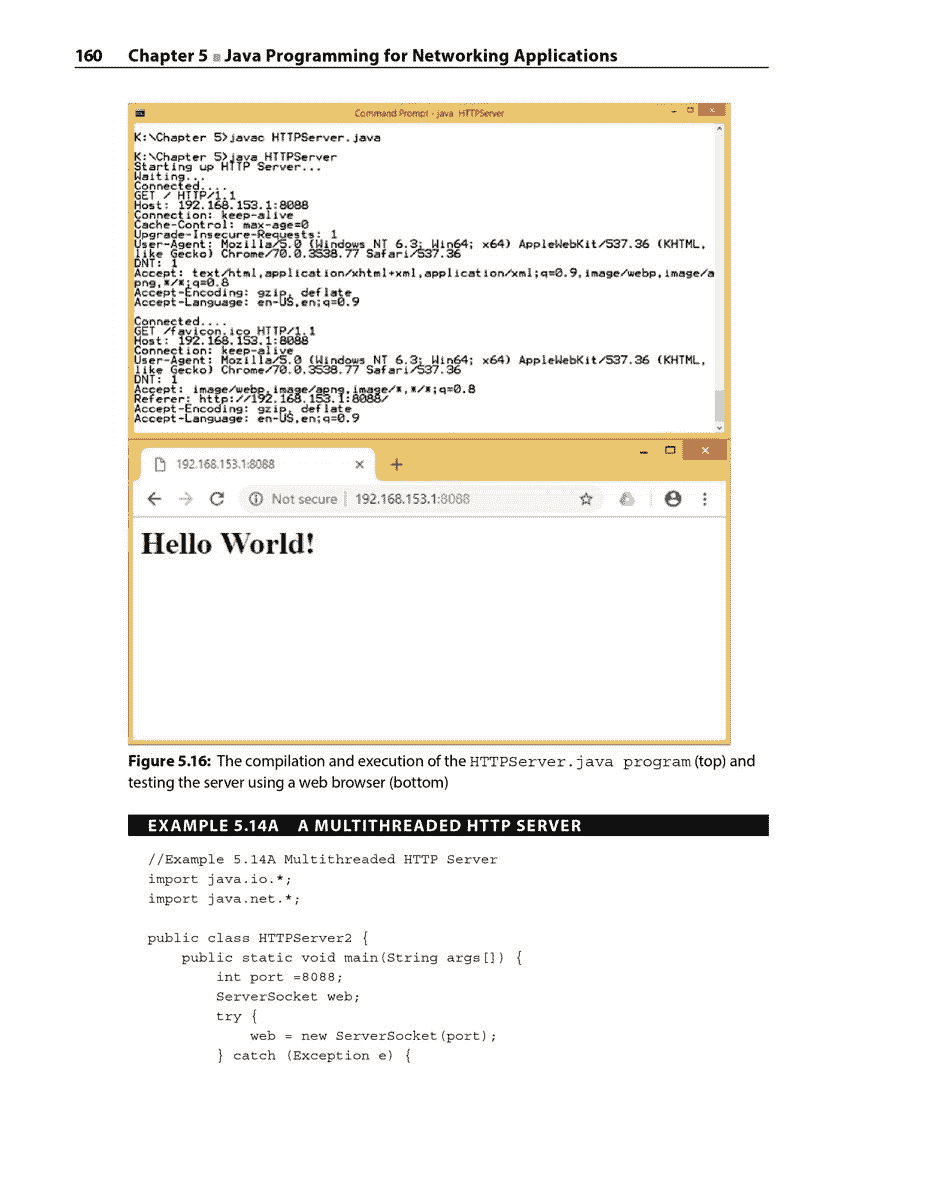 160 Chapter 5 ■ Java Programming for Networking Applications
Command Prompt - java HTTPServer
K:\Chapter 5>javac HTTPServer.java
K:\Chapter 5>java HTTPServer
Starting up HTTP Server...
Waiting...
Connected....
GET / HTTP/1.1
Host: 192.168.153.1:8088
Connection: keep-alive
Cache-Control: max-age=0
Upgrade-Insecure-Requests: 1
User-Agent: Mozilla/5.0 (Windows NT 6.3; Win64; x64) AppleWebKit/537.36 (KHTML,
like Gecko) Chrome/70.0.3538.77 Safari/537.36
DNT: 1
Accept: text/html,application/xhtml+xml,application/xml;q=0.9,image/webp,image/a
png,*/*;q=0.8
Accept-Encoding: gzip, deflate
Accept-Language: en-US,en;q=0.9
Connected....
GET /favicon.ico HTTP/1.1
Host: 192.168.153.1:8088
Connection: keep-alive
User-Agent: Mozilla/5.0 (Windows NT 6.3; Win64; x64) AppleWebKit/537.36 (KHTML,
like Gecko) Chrome/70.0.3538.77 Safari/537.36
DNT: 1
Accept: image/webp,image/apng,image/*,*/*;q=0.8
Referer: http://192.168.153.1:8088/
Accept-Encoding: gzip, deflate
Accept-Language: en-US,en;q=0.9
192.168.153.1:8088
Not secure | 192.168.153.1:8088
Hello World!
Figure 5.16: The compilation and execution of the HTTPServer.java program (top) and
testing the server using a web browser (bottom)
EXAMPLE 5.14A A MULTITHREADED HTTP SERVER
//Example 5.14A Multithreaded HTTP Server
import java.io.*;
import java.net.*;
public class HTTPServer2 {
public static void main(String args[]) {
int port =8088;
ServerSocket web;
try {
web = new ServerSocket(port);
} catch (Exception e) {